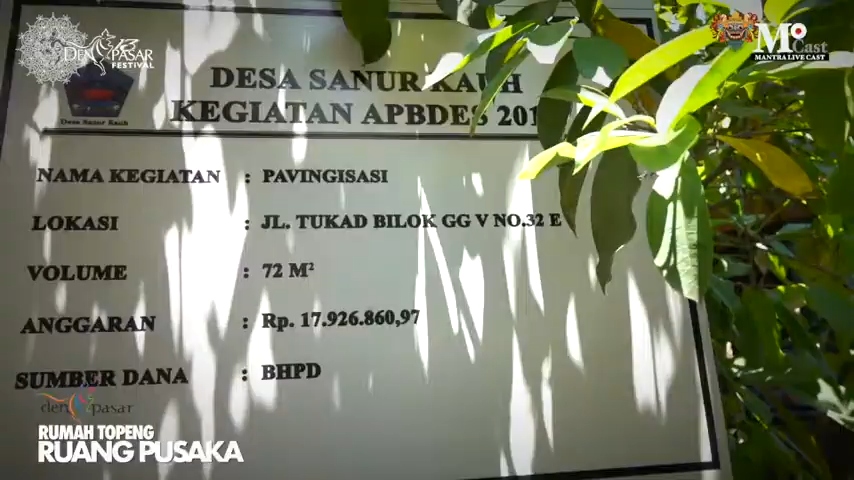 DENPASAR
FESTIVAL
MCast
MANTRA LIVE CAST
Desa Sanur Kauh
DESA SANUR KAUH
KEGIATAN APBDES 201
NAMA KEGIATAN : PAVINGISASI
LOKASI : JL. TUKAD BILOK GG V NO.32 E
VOLUME : 72 M²
ANGGARAN : Rp. 17.926.860,97
SUMBER DANA : BHPD
denpasar
RUMAH TOPENG
RUANG PUSAKA